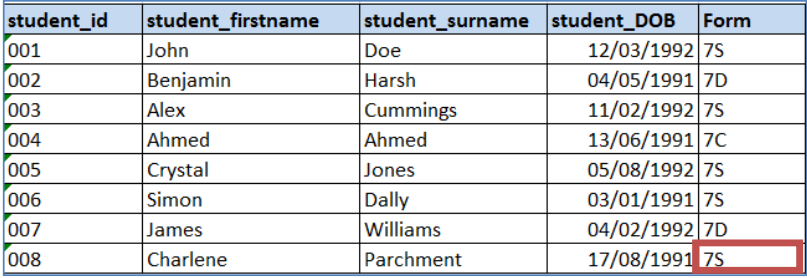 student_id student_firstname student_surname student_DOB Form
001 John Doe 12/03/1992 7S
002 Benjamin Harsh 04/05/1991 7D
003 Alex Cummings 11/02/1992 7S
004 Ahmed Ahmed 13/06/1991 7C
005 Crystal Jones 05/08/1992 7S
006 Simon Dally 03/01/1991 7S
007 James Williams 04/02/1992 7D
008 Charlene Parchment 17/08/1991 7S